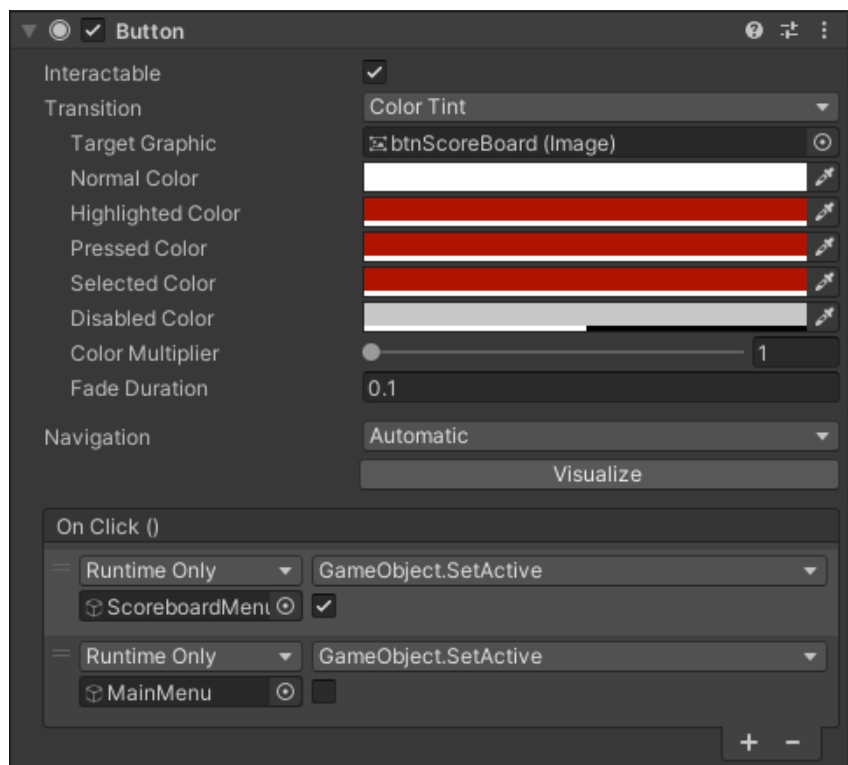 Button
Interactable
Transition Color Tint
Target Graphic btnScoreBoard (Image)
Normal Color
Highlighted Color
Pressed Color
Selected Color
Disabled Color
Color Multiplier 1
Fade Duration 0.1
Navigation Automatic
Visualize
On Click ()
Runtime Only GameObject.SetActive
ScoreboardMenu
Runtime Only GameObject.SetActive
MainMenu